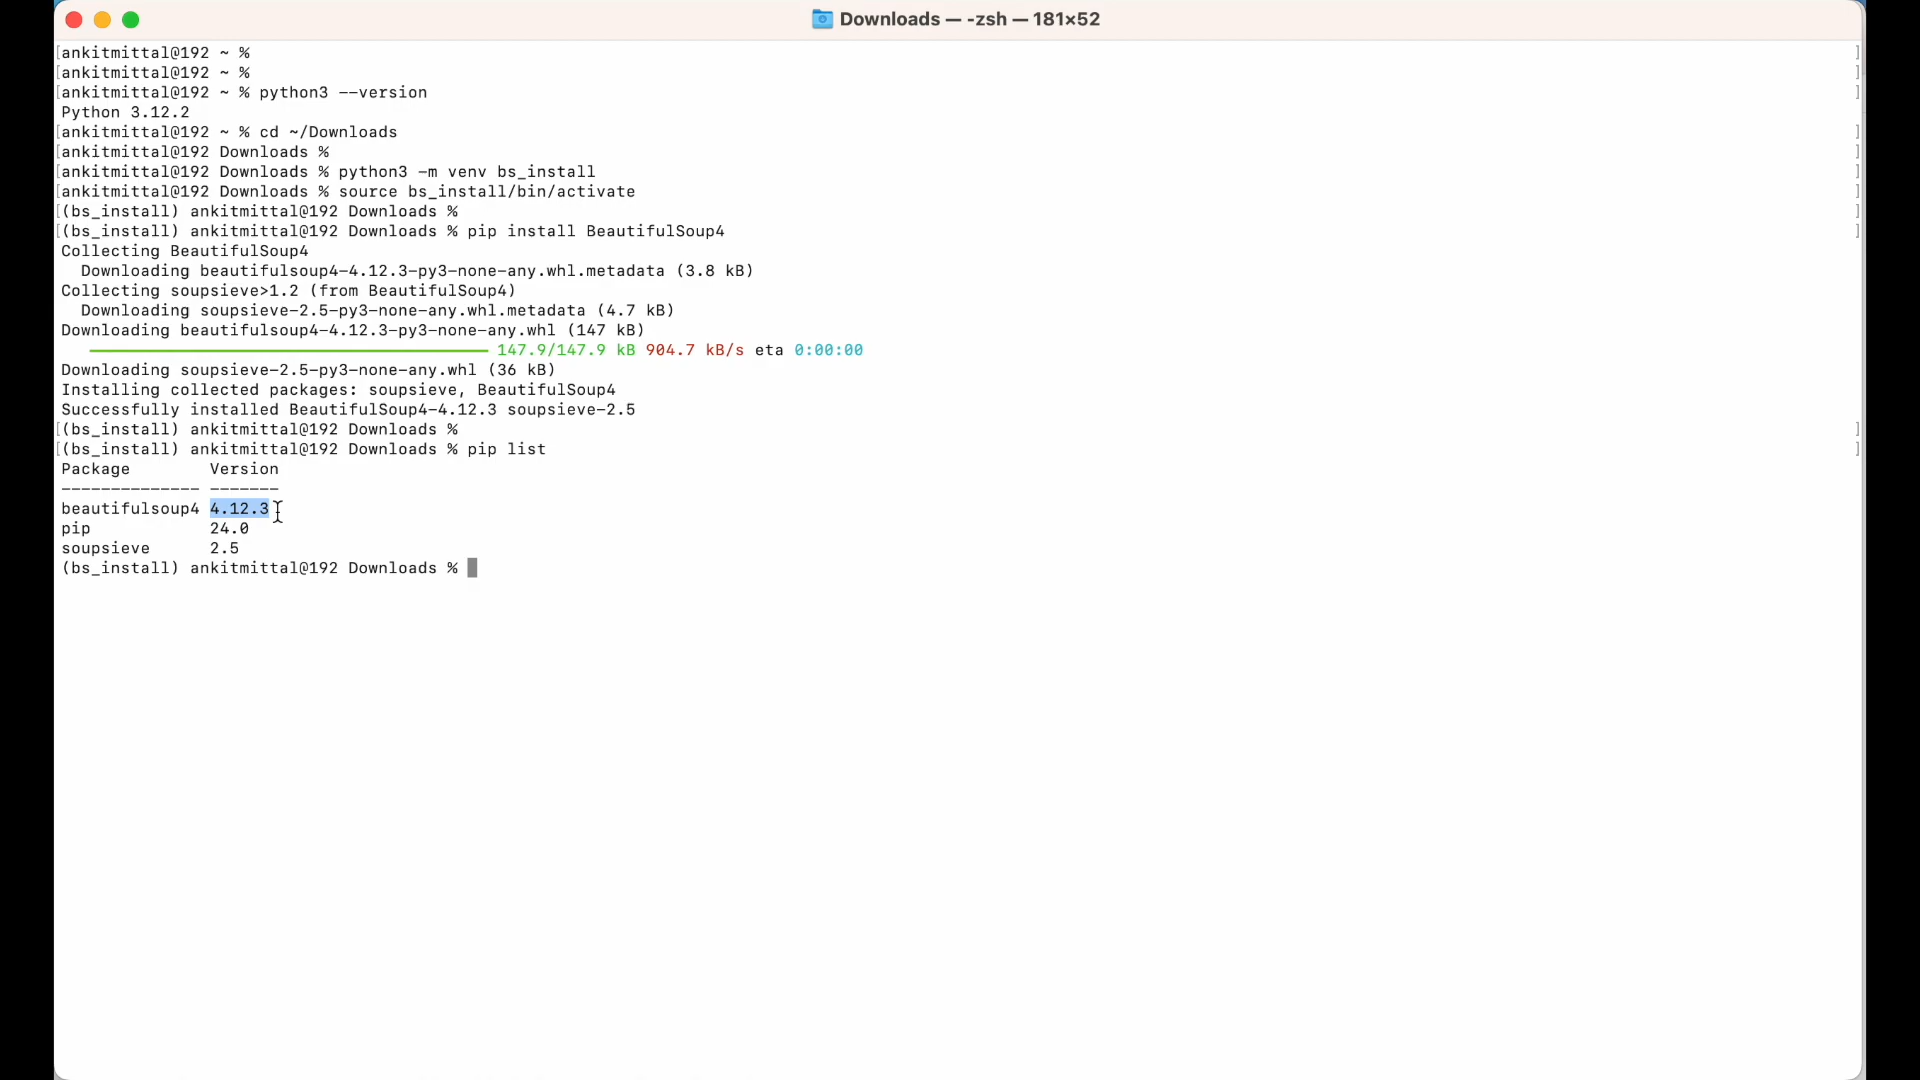 Downloads — -zsh — 181×52
[ankitmittal@192 ~ % ]
[ankitmittal@192 ~ % ]
[ankitmittal@192 ~ % python3 --version ]
Python 3.12.2
[ankitmittal@192 ~ % cd ~/Downloads ]
[ankitmittal@192 Downloads % ]
[ankitmittal@192 Downloads % python3 -m venv bs_install ]
[ankitmittal@192 Downloads % source bs_install/bin/activate ]
[(bs_install) ankitmittal@192 Downloads % ]
[(bs_install) ankitmittal@192 Downloads % pip install BeautifulSoup4 ]
Collecting BeautifulSoup4
  Downloading beautifulsoup4-4.12.3-py3-none-any.whl.metadata (3.8 kB)
Collecting soupsieve>1.2 (from BeautifulSoup4)
  Downloading soupsieve-2.5-py3-none-any.whl.metadata (4.7 kB)
Downloading beautifulsoup4-4.12.3-py3-none-any.whl (147 kB)
147.9/147.9 kB 904.7 kB/s eta 0:00:00
Downloading soupsieve-2.5-py3-none-any.whl (36 kB)
Installing collected packages: soupsieve, BeautifulSoup4
Successfully installed BeautifulSoup4-4.12.3 soupsieve-2.5
[(bs_install) ankitmittal@192 Downloads % ]
[(bs_install) ankitmittal@192 Downloads % pip list ]
Package        Version
-------------- -------
beautifulsoup4 4.12.3
pip            24.0
soupsieve      2.5
(bs_install) ankitmittal@192 Downloads %